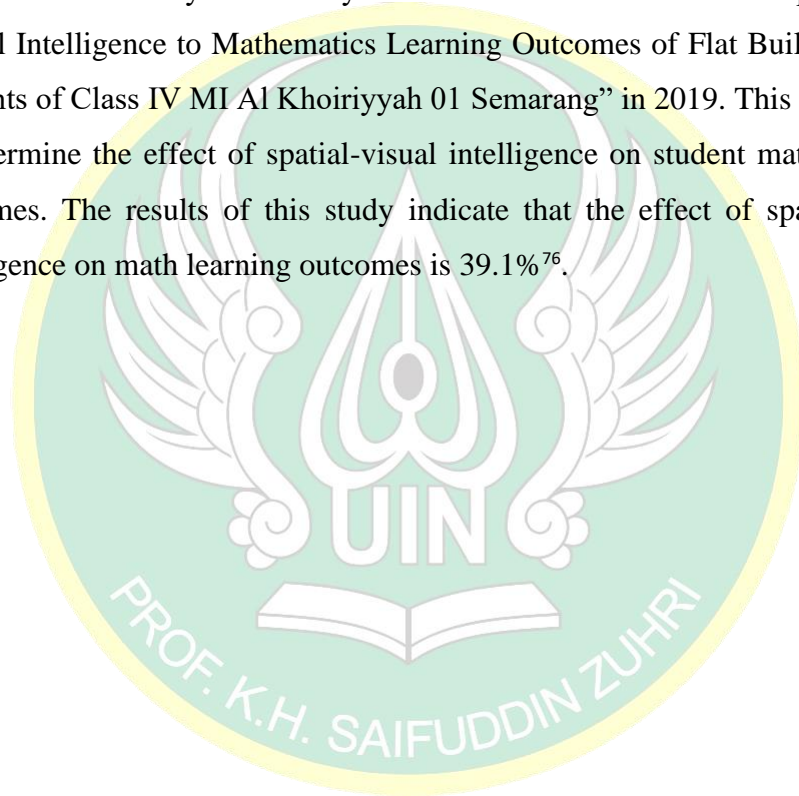 l Intelligence to Mathematics Learning Outcomes of Flat Buil
nts of Class IV MI Al Khoiriyyah 01 Semarang” in 2019. This
ermine the effect of spatial-visual intelligence on student mat
mes. The results of this study indicate that the effect of spa
gence on math learning outcomes is 39.1%⁷⁶.
UIN
PROF. K.H. SAIFUDDIN ZUHRI